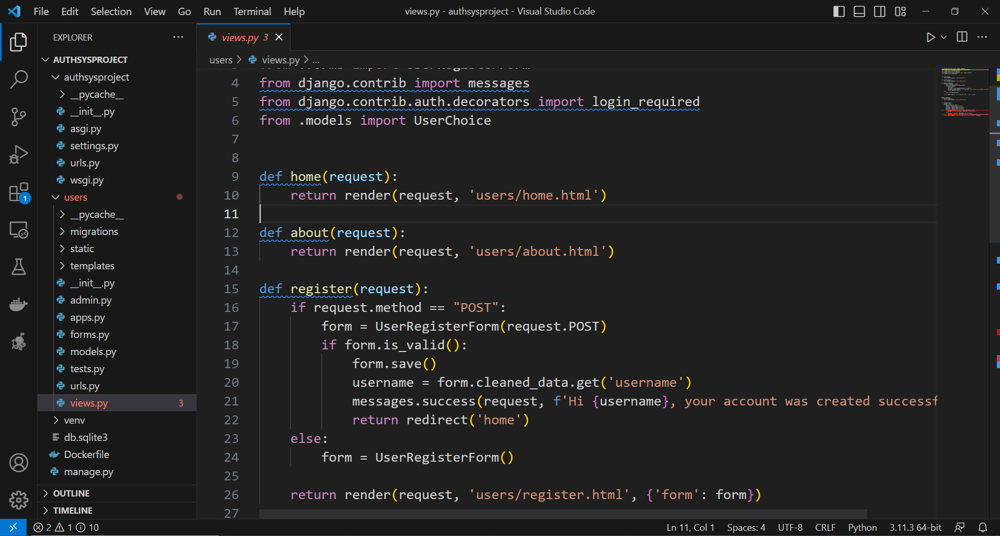 File Edit Selection View Go Run Terminal Help
views.py - authsysproject - Visual Studio Code
EXPLORER
AUTHSYSPROJECT
authsysproject
__pycache__
__init__.py
asgi.py
settings.py
urls.py
wsgi.py
users
__pycache__
migrations
static
templates
__init__.py
admin.py
apps.py
forms.py
models.py
tests.py
urls.py
views.py 3
venv
db.sqlite3
Dockerfile
manage.py
OUTLINE
TIMELINE
1
views.py 3
users > views.py > ...
4 from django.contrib import messages
5 from django.contrib.auth.decorators import login_required
6 from .models import UserChoice
7
8
9 def home(request):
10 return render(request, 'users/home.html')
11
12 def about(request):
13 return render(request, 'users/about.html')
14
15 def register(request):
16 if request.method == "POST":
17 form = UserRegisterForm(request.POST)
18 if form.is_valid():
19 form.save()
20 username = form.cleaned_data.get('username')
21 messages.success(request, f'Hi {username}, your account was created successf
22 return redirect('home')
23 else:
24 form = UserRegisterForm()
25
26 return render(request, 'users/register.html', {'form': form})
27
2 1 10
Ln 11, Col 1 Spaces: 4 UTF-8 CRLF Python 3.11.3 64-bit